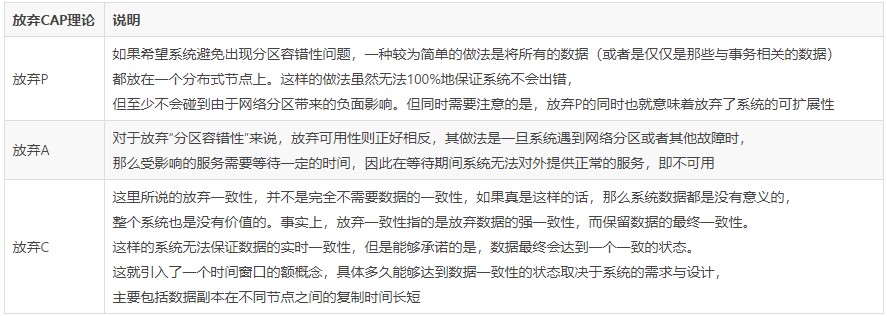 放弃CAP理论 说明
放弃P
如果希望系统避免出现分区容错性问题，一种较为简单的做法是将所有的数据（或者是仅仅是那些与事务相关的数据）
都放在一个分布式节点上。这样的做法虽然无法100%地保证系统不会出错，
但至少不会碰到由于网络分区带来的负面影响。但同时需要注意的是，放弃P的同时也就意味着放弃了系统的可扩展性
放弃A
对于放弃“分区容错性”来说，放弃可用性则正好相反，其做法是一旦系统遇到网络分区或者其他故障时，
那么受影响的服务需要等待一定的时间，因此在等待期间系统无法对外提供正常的服务，即不可用
放弃C
这里所说的放弃一致性，并不是完全不需要数据的一致性，如果真是这样的话，那么系统数据都是没有意义的，
整个系统也是没有价值的。事实上，放弃一致性指的是放弃数据的强一致性，而保留数据的最终一致性。
这样的系统无法保证数据的实时一致性，但是能够承诺的是，数据最终会达到一个一致的状态。
这就引入了一个时间窗口的额概念，具体多久能够达到数据一致性的状态取决于系统的需求与设计，
主要包括数据副本在不同节点之间的复制时间长短